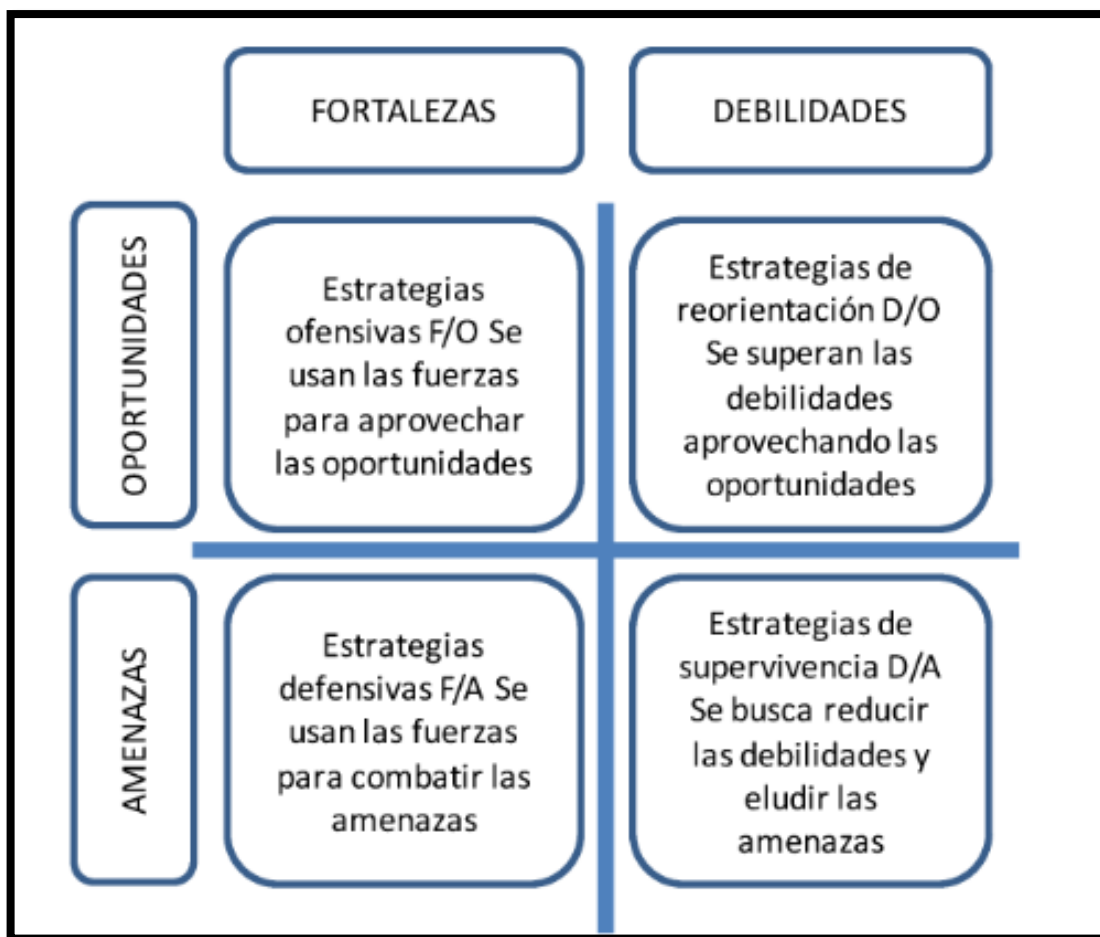 FORTALEZAS
DEBILIDADES
OPORTUNIDADES
Estrategias
ofensivas F/O Se
usan las fuerzas
para aprovechar
las oportunidades
Estrategias de
reorientación D/O
Se superan las
debilidades
aprovechando las
oportunidades
AMENAZAS
Estrategias
defensivas F/A Se
usan las fuerzas
para combatir las
amenazas
Estrategias de
supervivencia D/A
Se busca reducir
las debilidades y
eludir las
amenazas